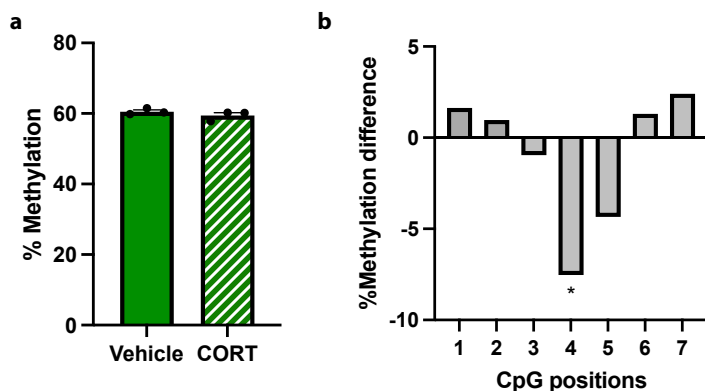 a
80
60
40
20
0
% Methylation
Vehicle CORT
b
5
0
-5
-10
%Methylation difference
*
1 2 3 4 5 6 7
CpG positions